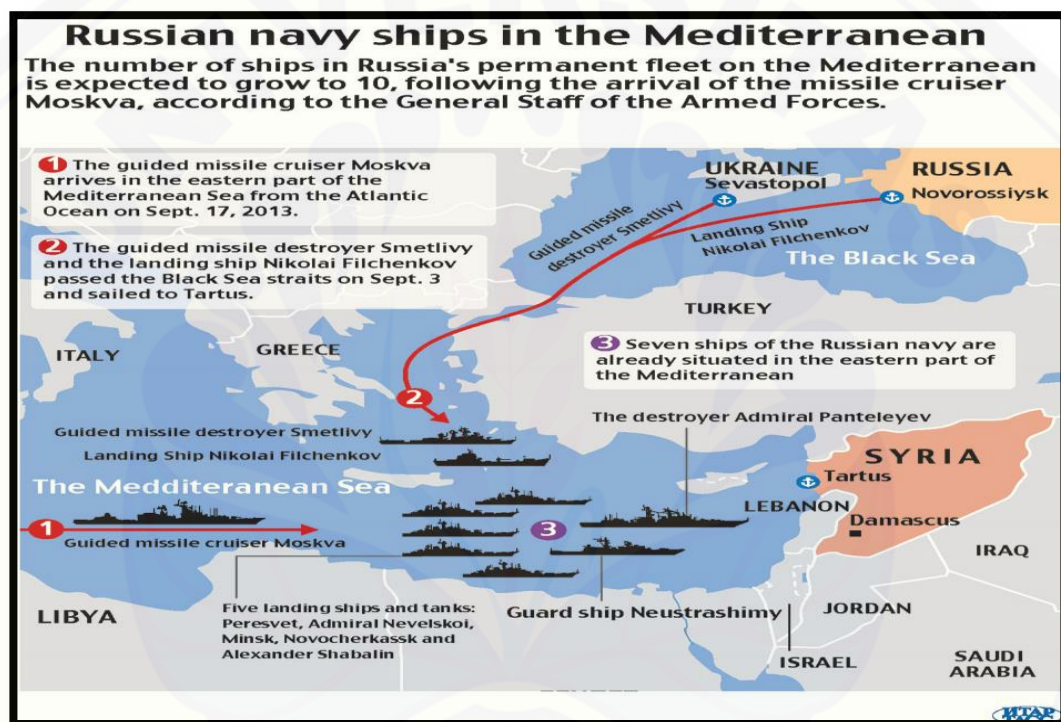 Russian navy ships in the Mediterranean
The number of ships in Russia's permanent fleet on the Mediterranean
is expected to grow to 10, following the arrival of the missile cruiser
Moskva, according to the General Staff of the Armed Forces.
1 The guided missile cruiser Moskva
arrives in the eastern part of the
Mediterranean Sea from the Atlantic
Ocean on Sept. 17, 2013.
2 The guided missile destroyer Smetlivy
and the landing ship Nikolai Filchenkov
passed the Black Sea straits on Sept. 3
and sailed to Tartus.
UKRAINE
Sevastopol
RUSSIA
Novorossiysk
Guided missile
destroyer Smetlivy
Landing Ship
Nikolai Filchenkov
The Black Sea
TURKEY
ITALY
GREECE
3 Seven ships of the Russian navy are
already situated in the eastern part of
the Mediterranean
2
The destroyer Admiral Panteleyev
Guided missile destroyer Smetlivy
Landing Ship Nikolai Filchenkov
SYRIA
Tartus
The Medditeranean Sea
LEBANON
Damascus
1
3
Guided missile cruiser Moskva
IRAQ
Five landing ships and tanks:
Peresvet, Admiral Nevelskoi,
Minsk, Novocherkassk and
Alexander Shabalin
Guard ship Neustrashimy
LIBYA
JORDAN
ISRAEL
SAUDI
ARABIA
ИТАР